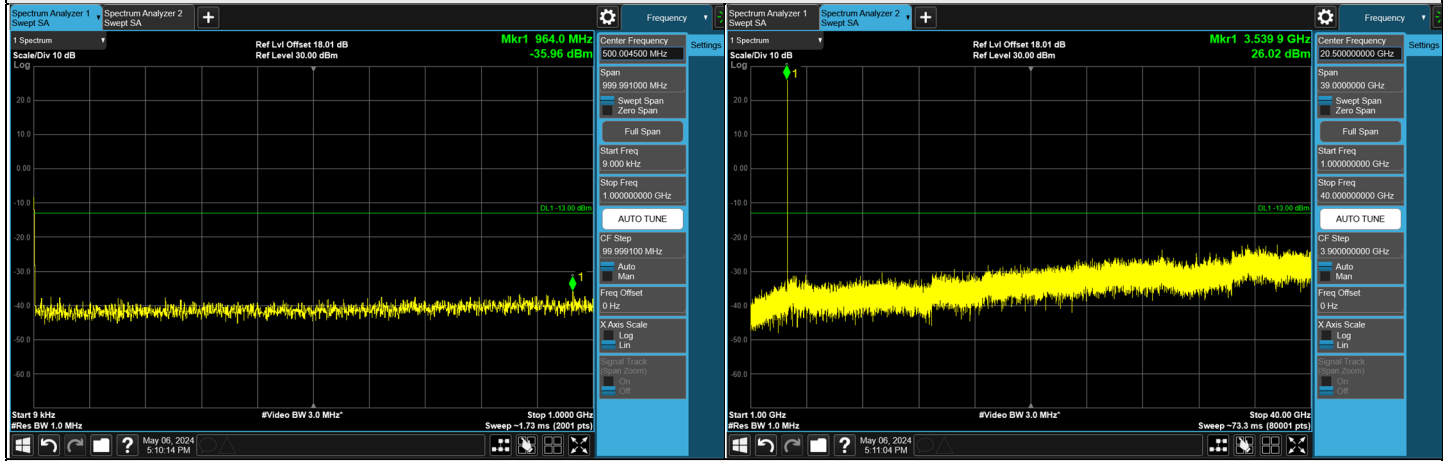 Spectrum Analyzer 1
Swept SA
Spectrum Analyzer 2
Swept SA
+
Frequency
1 Spectrum
Scale/Div 10 dB
Log
Ref Lvl Offset 18.01 dB
Ref Level 30.00 dBm
Mkr1 964.0 MHz
-35.96 dBm
1
20.0
10.0
0.00
-10.0
-20.0
-30.0
-40.0
-50.0
-60.0
DL1 -13.00 dBm
Start 9 kHz
#Res BW 1.0 MHz
#Video BW 3.0 MHz*
Stop 1.0000 GHz
Sweep ~1.73 ms (2001 pts)
Center Frequency
500.004500 MHz
Settings
Span
999.991000 MHz
Swept Span
Zero Span
Full Span
Start Freq
9.000 kHz
Stop Freq
1.000000000 GHz
AUTO TUNE
CF Step
99.999100 MHz
Auto
Man
Freq Offset
0 Hz
X Axis Scale
Log
Lin
Signal Track
(Span Zoom)
On
Off
?
May 06, 2024
5:10:14 PM
Spectrum Analyzer 1
Swept SA
Spectrum Analyzer 2
Swept SA
+
Frequency
1 Spectrum
Scale/Div 10 dB
Log
Ref Lvl Offset 18.01 dB
Ref Level 30.00 dBm
Mkr1 3.539 9 GHz
26.02 dBm
1
20.0
10.0
0.00
-10.0
-20.0
-30.0
-40.0
-50.0
-60.0
DL1 -13.00 dBm
Start 1.00 GHz
#Res BW 1.0 MHz
#Video BW 3.0 MHz*
Stop 40.00 GHz
Sweep ~73.3 ms (80001 pts)
Center Frequency
20.500000000 GHz
Settings
Span
39.0000000 GHz
Swept Span
Zero Span
Full Span
Start Freq
1.000000000 GHz
Stop Freq
40.000000000 GHz
AUTO TUNE
CF Step
3.900000000 GHz
Auto
Man
Freq Offset
0 Hz
X Axis Scale
Log
Lin
Signal Track
(Span Zoom)
On
Off
?
May 06, 2024
5:11:04 PM